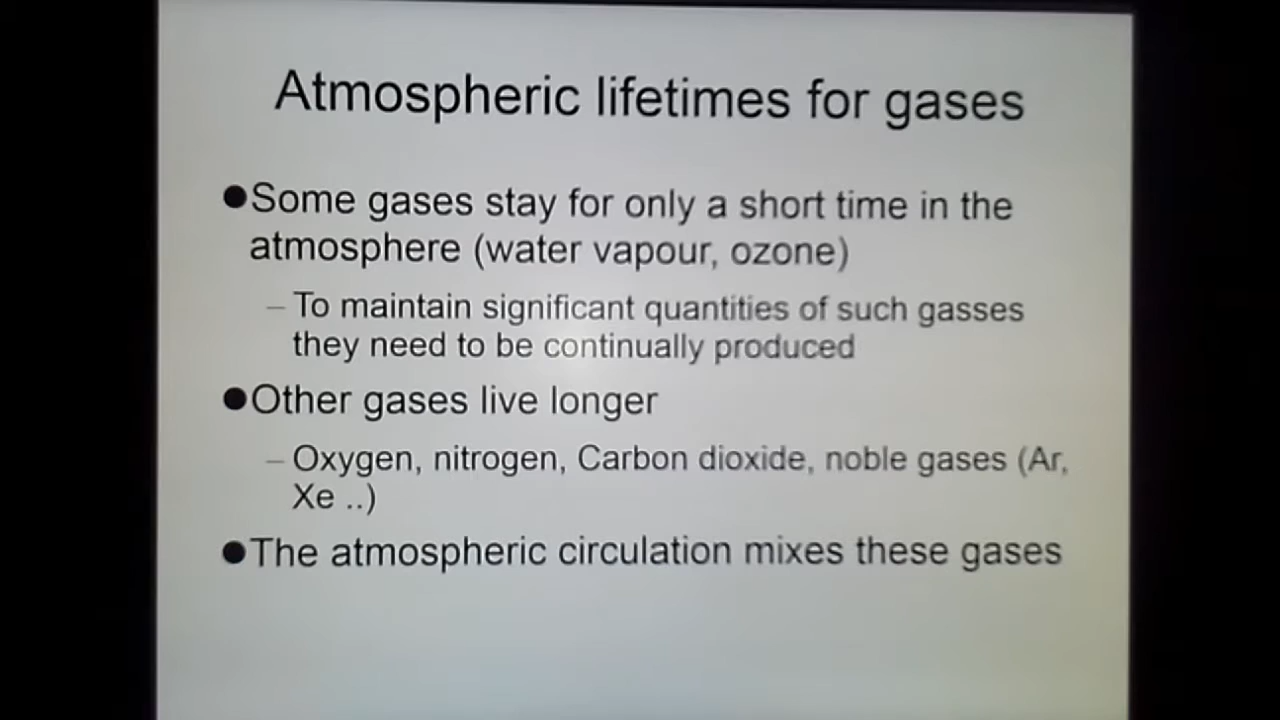 Atmospheric lifetimes for gases
●Some gases stay for only a short time in the
atmosphere (water vapour, ozone)
– To maintain significant quantities of such gasses
they need to be continually produced
●Other gases live longer
– Oxygen, nitrogen, Carbon dioxide, noble gases (Ar,
Xe ..)
●The atmospheric circulation mixes these gases